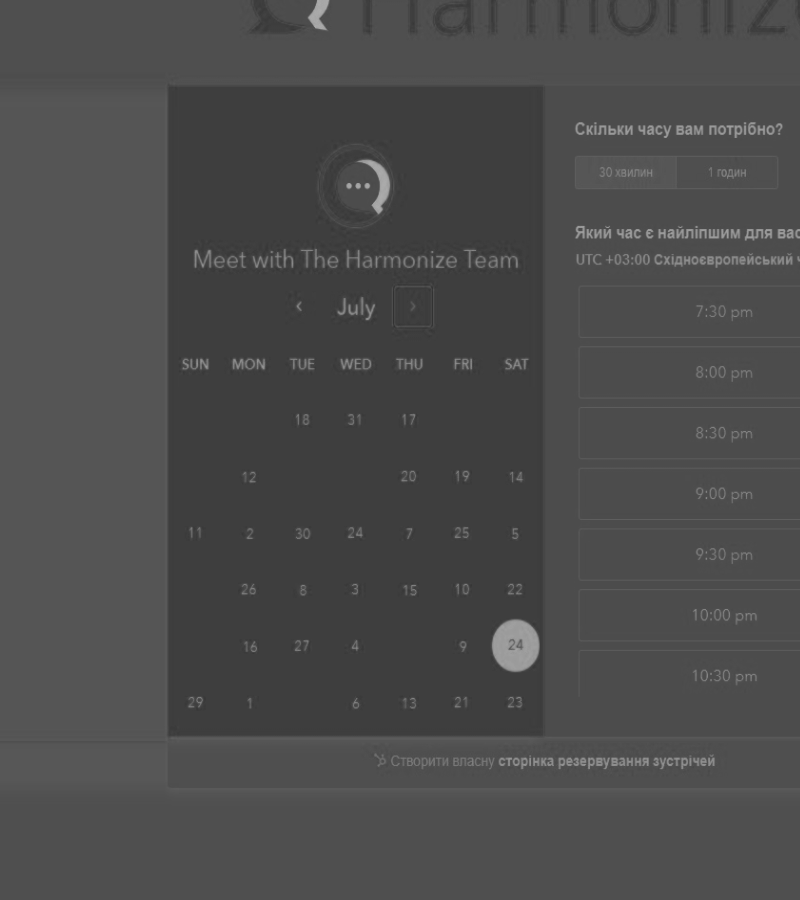 Harmonize
Meet with The Harmonize Team
July
SUN MON TUE WED THU FRI SAT
18 31 17
12 20 19 14
11 2 30 24 7 25 5
26 8 3 15 10 22
16 27 4 9 24
29 1 6 13 21 23
Скільки часу вам потрібно?
30 хвилин 1 годин
Який час є найліпшим для вас
UTC +03:00 Східноєвропейський ч
7:30 pm
8:00 pm
8:30 pm
9:00 pm
9:30 pm
10:00 pm
10:30 pm
Створити власну сторінка резервування зустрічей